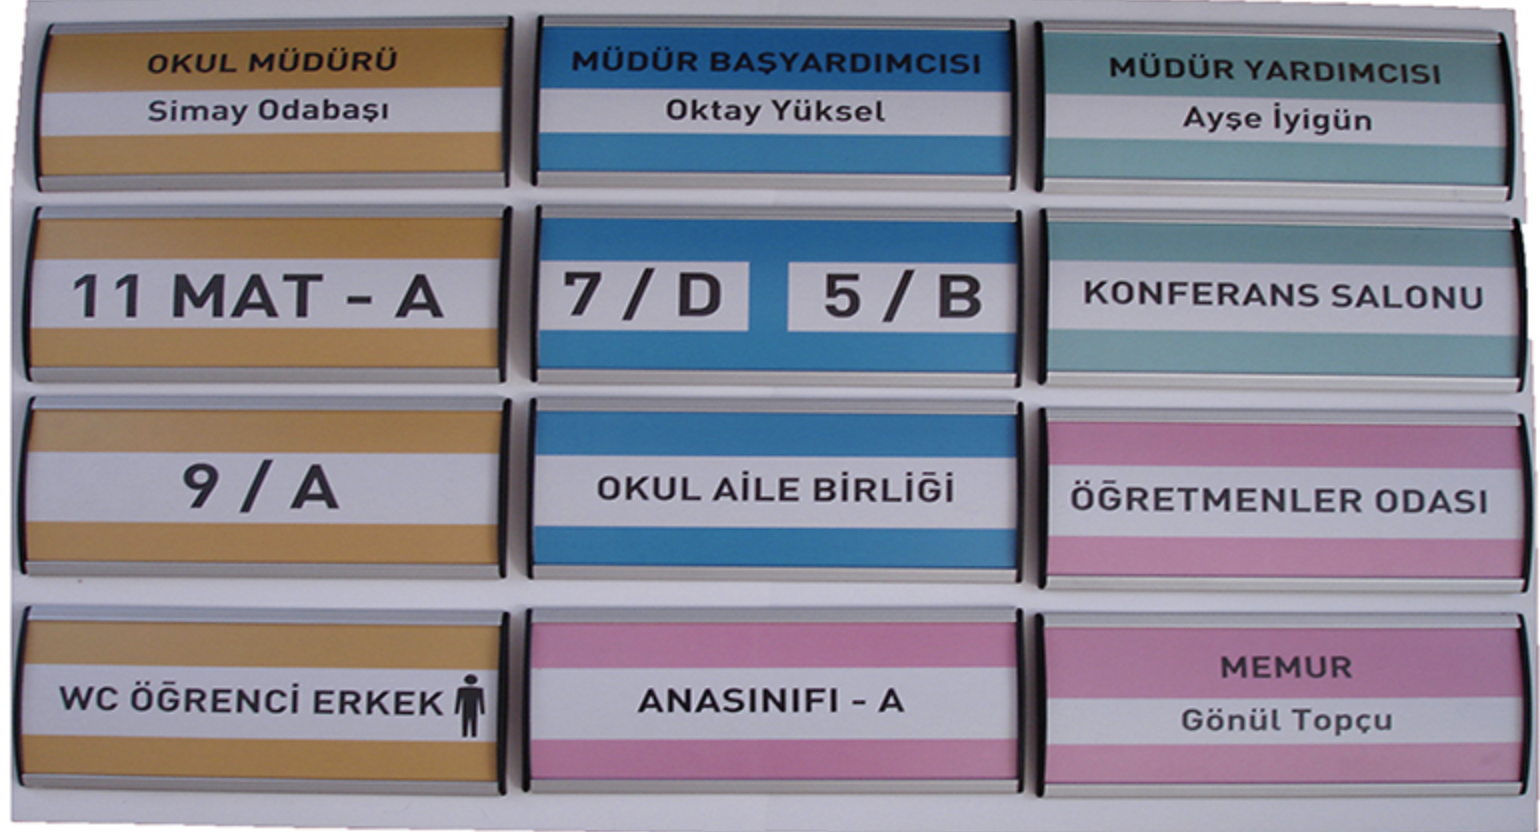 OKUL MÜDÜRÜ
Simay Odabaşı
MÜDÜR BAŞYARDIMCISI
Oktay Yüksel
MÜDÜR YARDIMCISI
Ayşe İyigün
11 MAT - A
7 / D
5 / B
KONFERANS SALONU
9 / A
OKUL AİLE BİRLİĞİ
ÖĞRETMENLER ODASI
WC ÖĞRENCİ ERKEK
ANASINIFI - A
MEMUR
Gönül Topçu